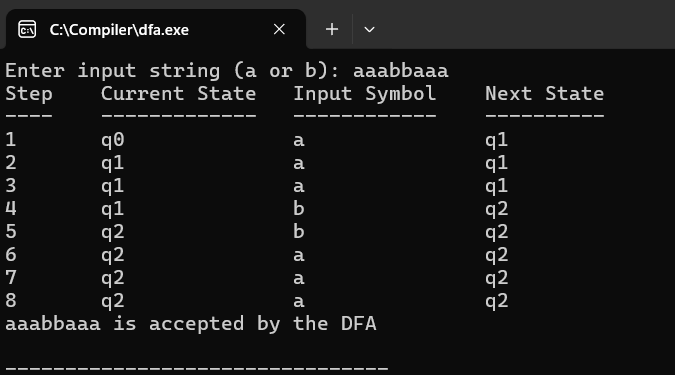 C:\Compiler\dfa.exe
Enter input string (a or b): aaabbaaa
Step    Current State   Input Symbol    Next State
----    -------------   ------------    ----------
1       q0              a               q1
2       q1              a               q1
3       q1              a               q1
4       q1              b               q2
5       q2              b               q2
6       q2              a               q2
7       q2              a               q2
8       q2              a               q2
aaabbaaa is accepted by the DFA
--------------------------------